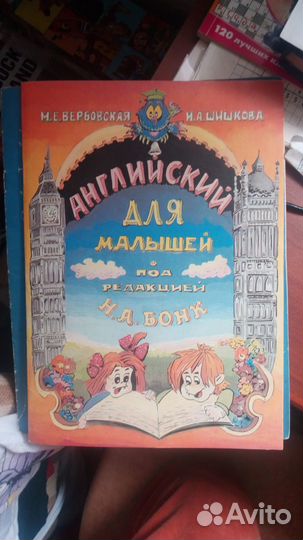 М.Е.ВЕРБОВСКАЯ И.А.ШИШКОВА
АНГЛИЙСКИЙ
ДЛЯ
МАЛЫШЕЙ
ПОД
РЕДАКЦИЕЙ
Н.А.БОНК
120 ЛУЧШИХ
Avito